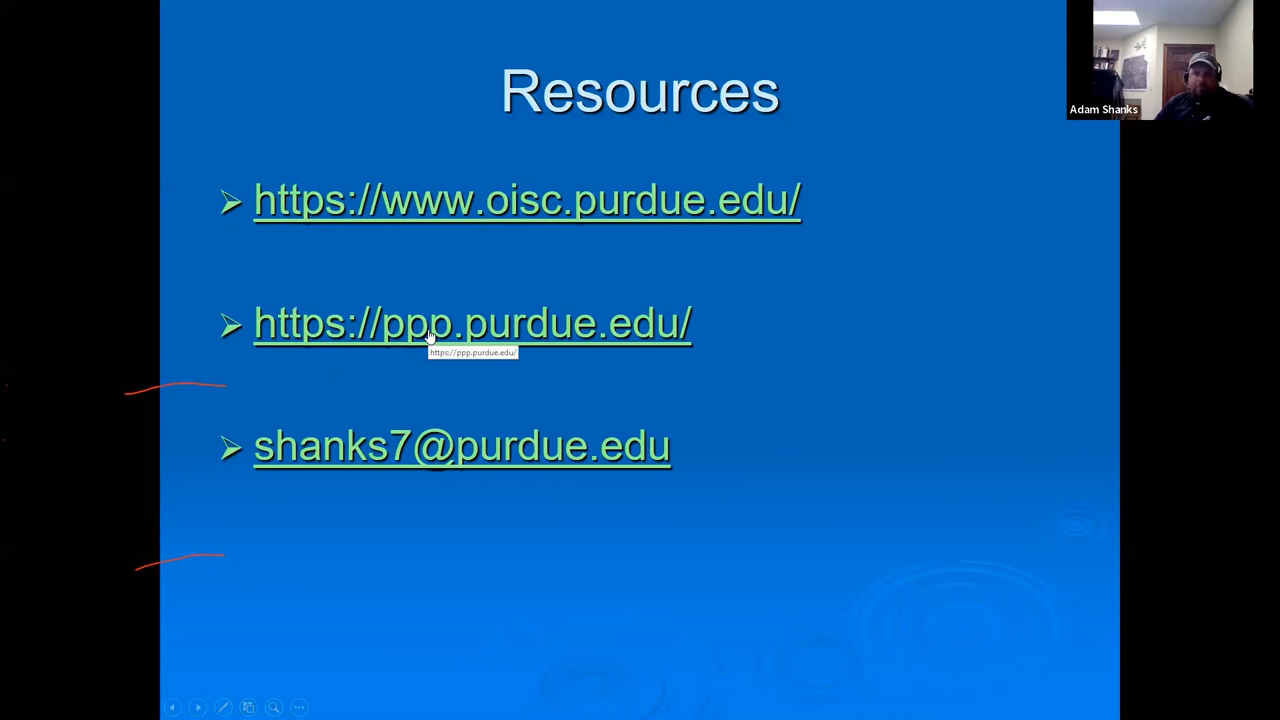 Adam Shanks
Resources
https://www.oisc.purdue.edu/
https://ppp.purdue.edu/
https://ppp.purdue.edu/
shanks7@purdue.edu